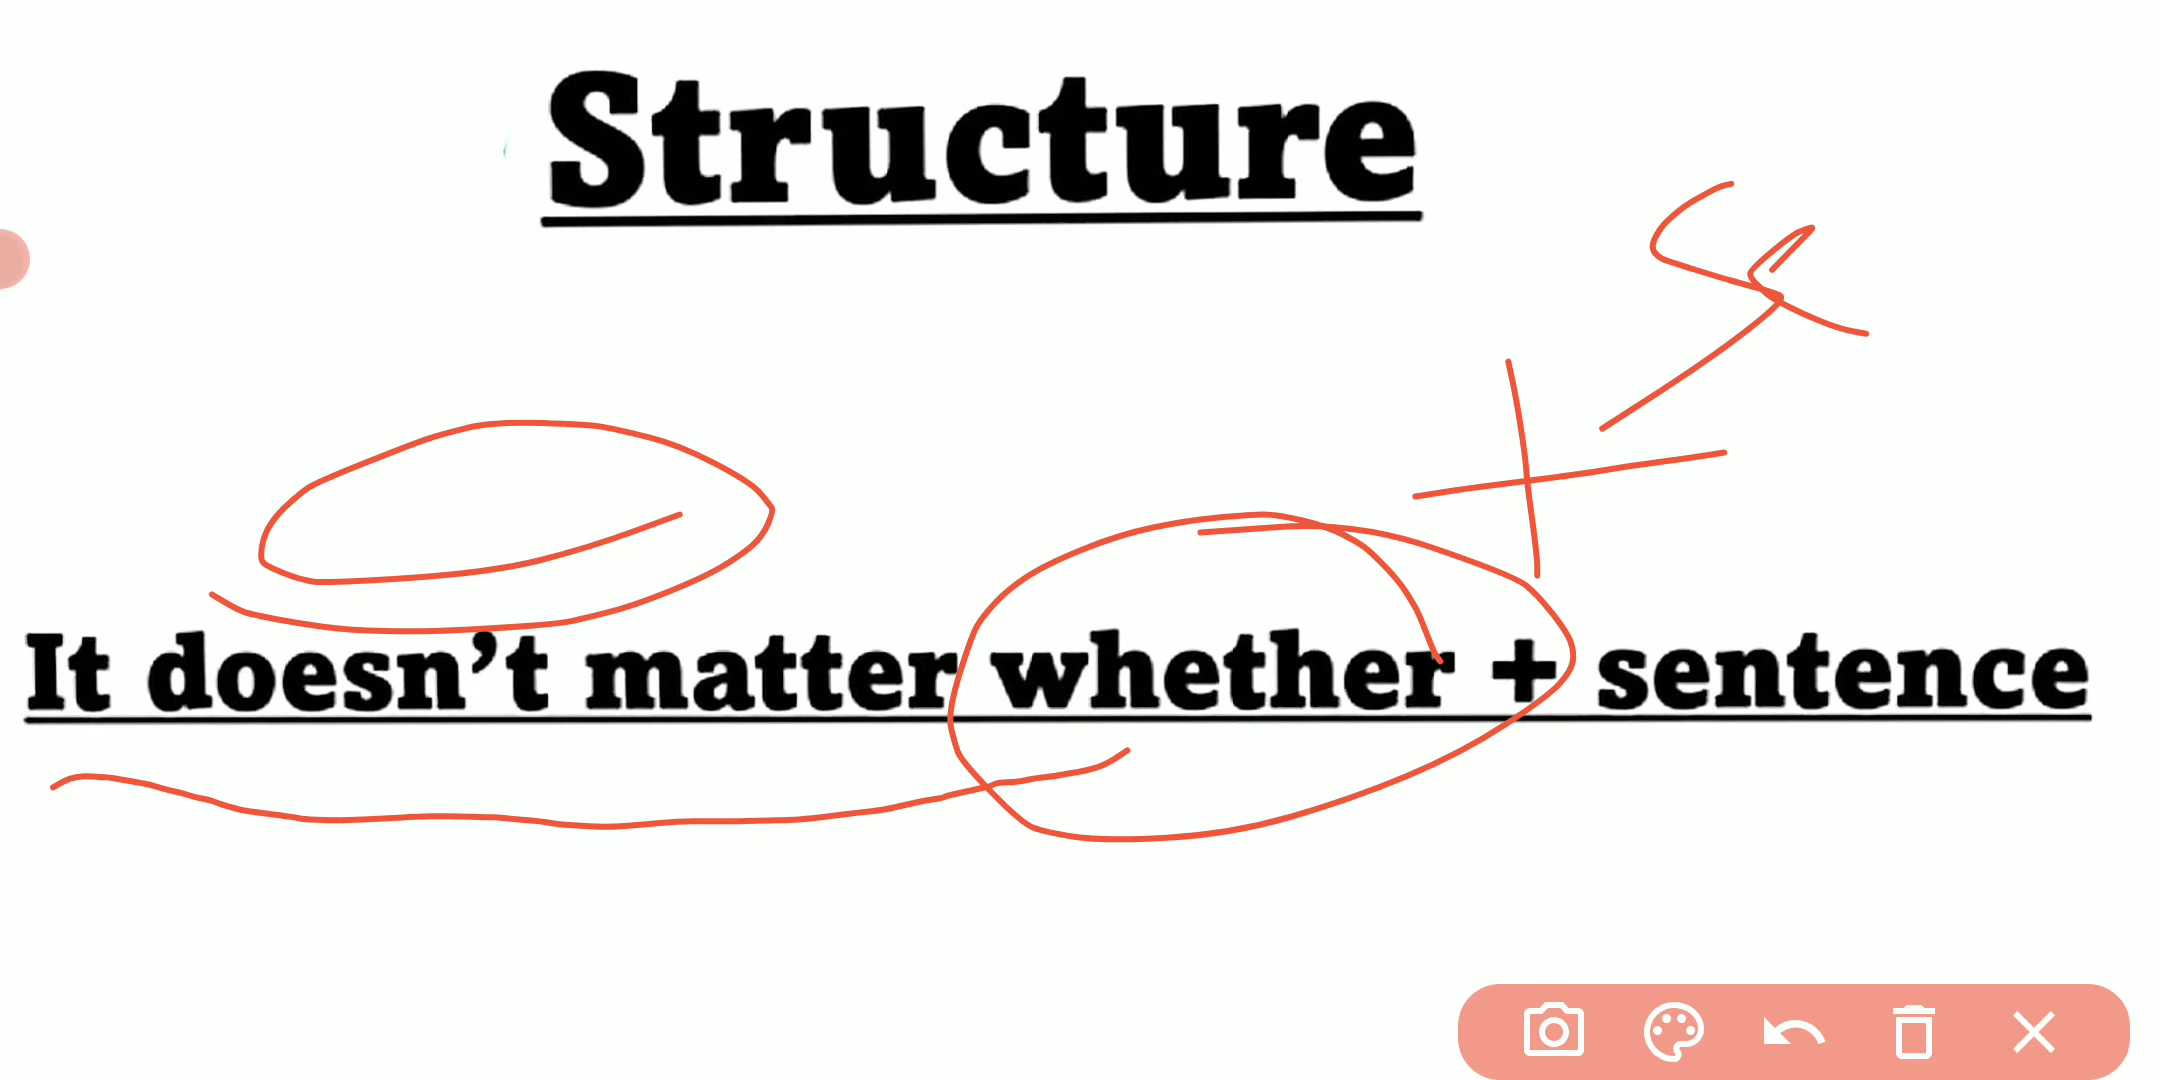 Structure
It doesn’t matter whether + sentence